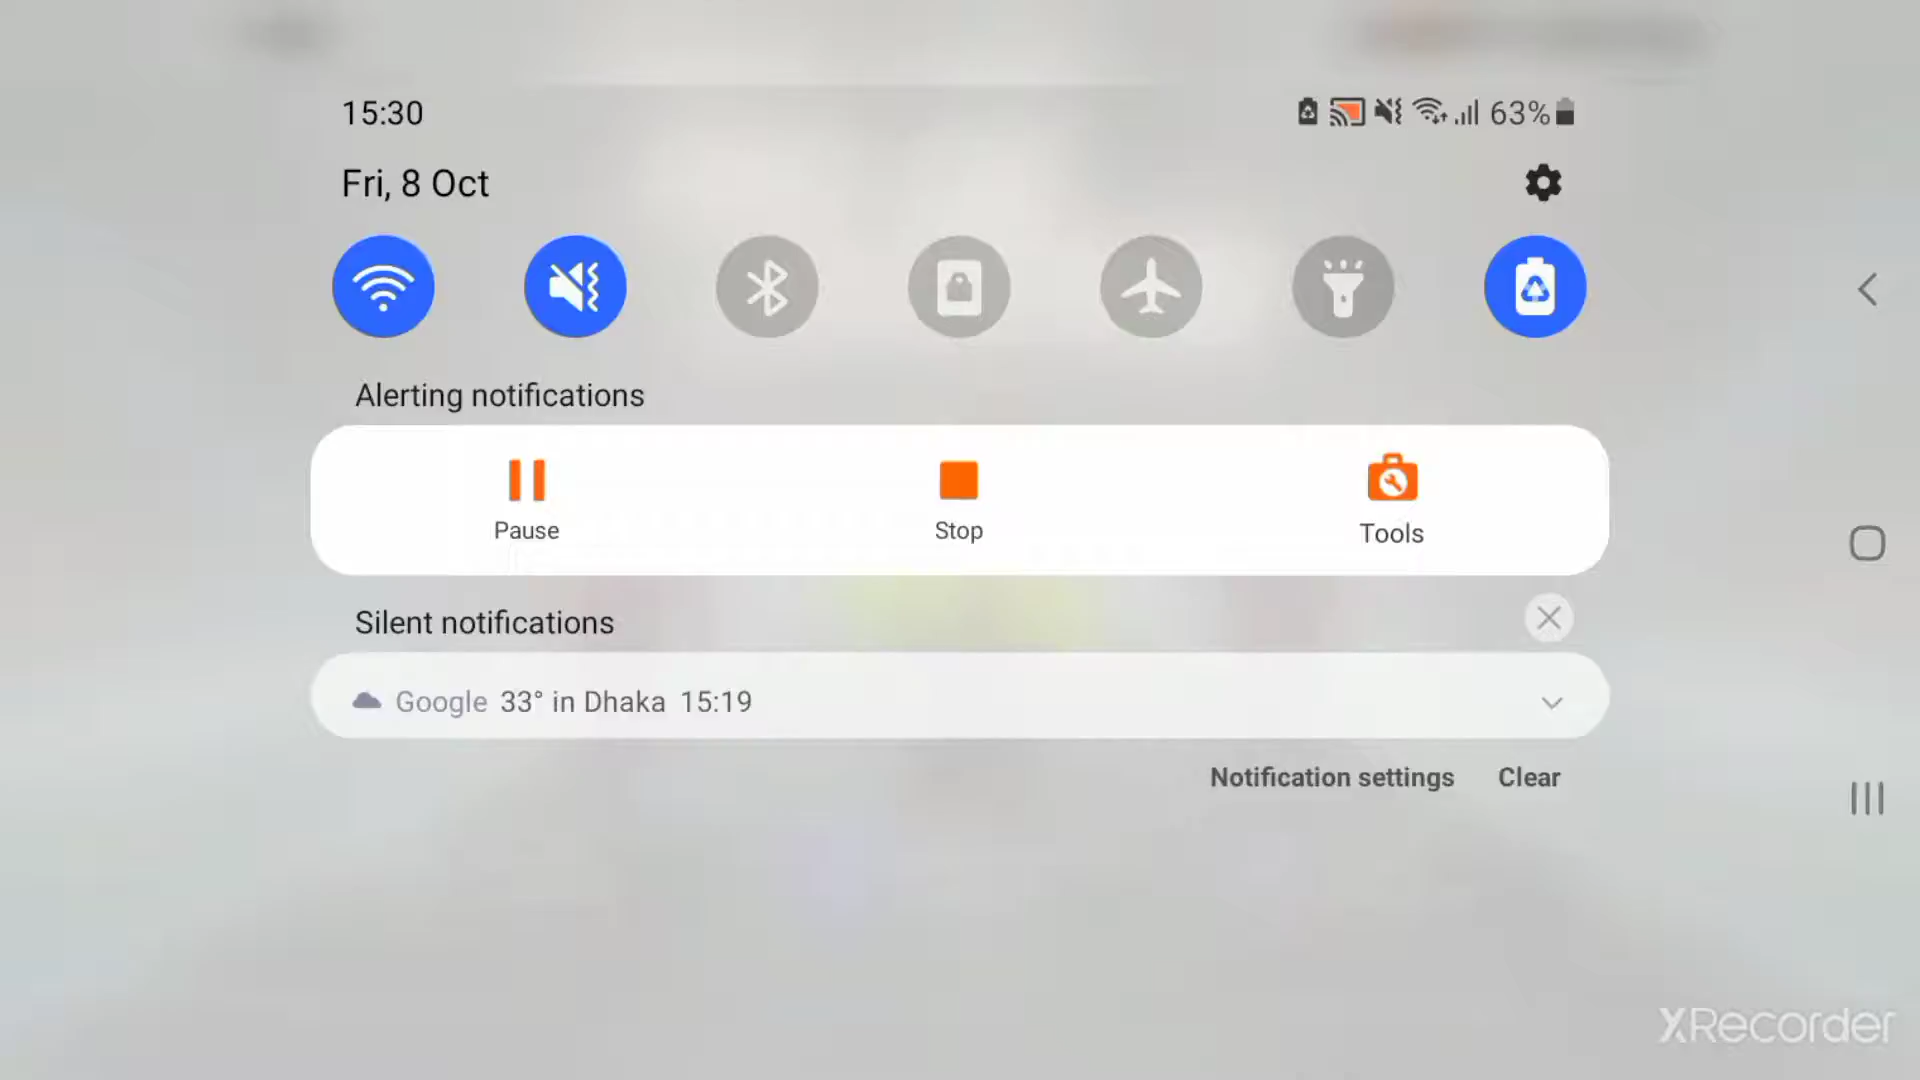 15:30
63%
Fri, 8 Oct
Alerting notifications
Pause
Stop
Tools
Silent notifications
Google 33° in Dhaka 15:19
Notification settings
Clear
XRecorder